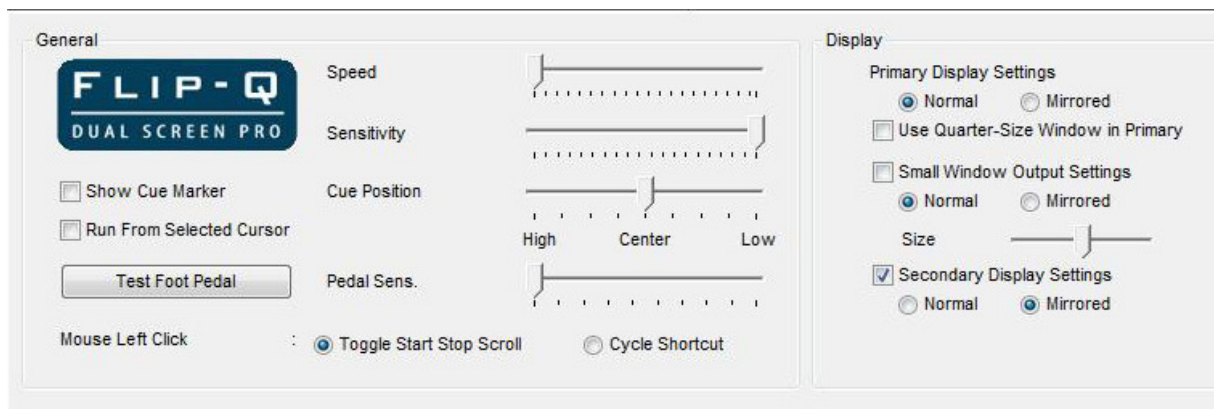 General
FLIP-Q
DUAL SCREEN PRO
Speed
Sensitivity
Show Cue Marker
Cue Position
High Center Low
Run From Selected Cursor
Test Foot Pedal
Pedal Sens.
Mouse Left Click :
Toggle Start Stop Scroll
Cycle Shortcut
Display
Primary Display Settings
Normal Mirrored
Use Quarter-Size Window in Primary
Small Window Output Settings
Normal Mirrored
Size
Secondary Display Settings
Normal Mirrored